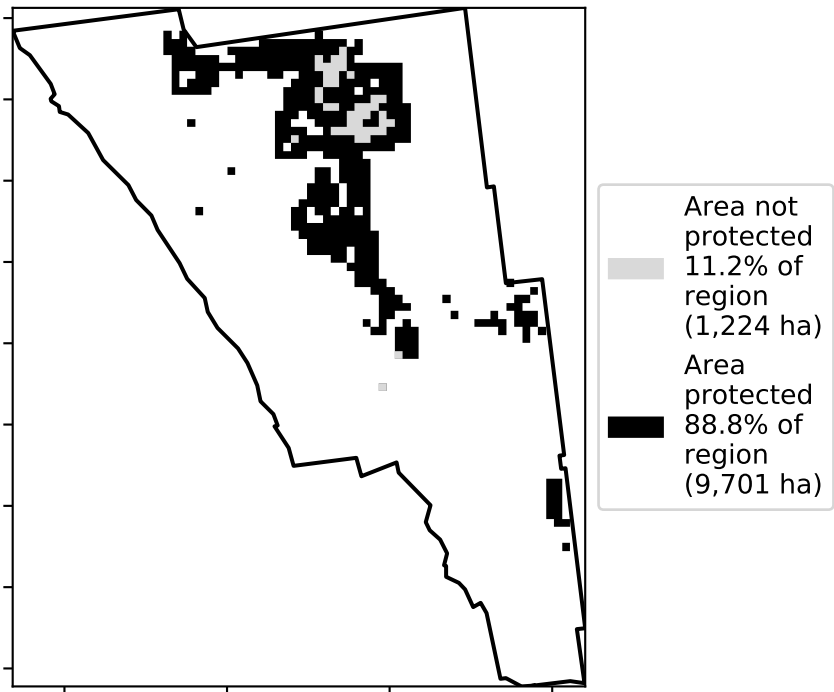 Area not
protected
11.2% of
region
(1,224 ha)
Area
protected
88.8% of
region
(9,701 ha)